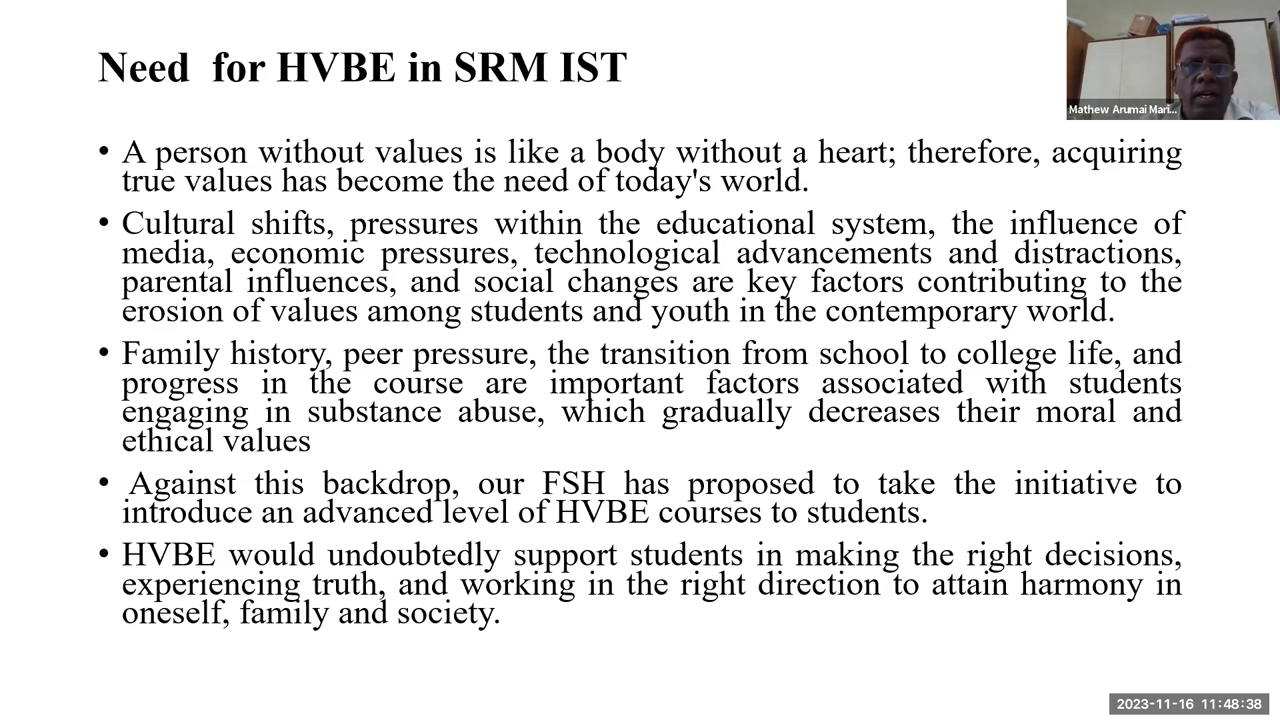 Need for HVBE in SRM IST
Mathew Arumai Mari...
• A person without values is like a body without a heart; therefore, acquiring
true values has become the need of today's world.
• Cultural shifts, pressures within the educational system, the influence of
media, economic pressures, technological advancements and distractions,
parental influences, and social changes are key factors contributing to the
erosion of values among students and youth in the contemporary world.
• Family history, peer pressure, the transition from school to college life, and
progress in the course are important factors associated with students
engaging in substance abuse, which gradually decreases their moral and
ethical values
• Against this backdrop, our FSH has proposed to take the initiative to
introduce an advanced level of HVBE courses to students.
• HVBE would undoubtedly support students in making the right decisions,
experiencing truth, and working in the right direction to attain harmony in
oneself, family and society.
2023-11-16 11:48:38